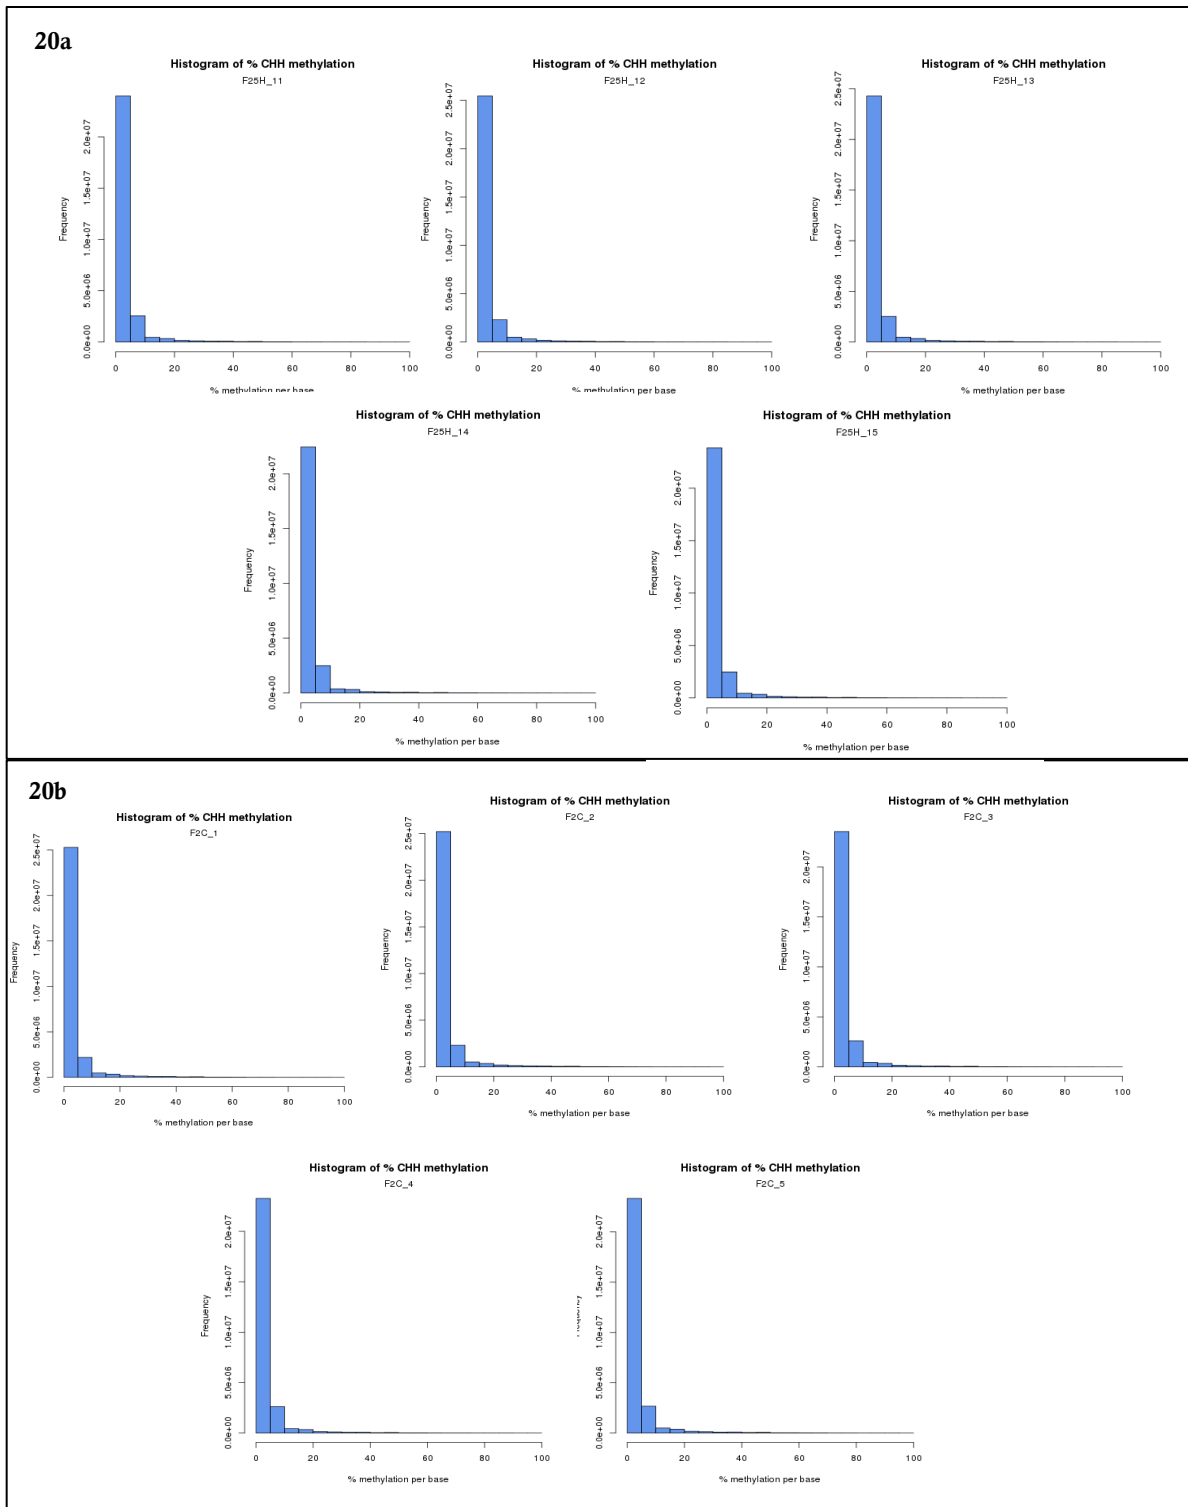 20a
Histogram of % CHH methylation
F25H_11
Frequency
0.0e+00 5.0e+06 1.0e+07 1.5e+07 2.0e+07
0 20 40 60 80 100
% methylation per base
Histogram of % CHH methylation
F25H_12
Frequency
0.0e+00 5.0e+06 1.0e+07 1.5e+07 2.0e+07 2.5e+07
0 20 40 60 80 100
% methylation per base
Histogram of % CHH methylation
F25H_13
Frequency
0.0e+00 5.0e+06 1.0e+07 1.5e+07 2.0e+07 2.5e+07
0 20 40 60 80 100
% methylation per base
Histogram of % CHH methylation
F25H_14
Frequency
0.0e+00 5.0e+06 1.0e+07 1.5e+07 2.0e+07
0 20 40 60 80 100
% methylation per base
Histogram of % CHH methylation
F25H_15
Frequency
0.0e+00 5.0e+06 1.0e+07 1.5e+07 2.0e+07
0 20 40 60 80 100
% methylation per base
20b
Histogram of % CHH methylation
F2C_1
Frequency
0.0e+00 5.0e+06 1.0e+07 1.5e+07 2.0e+07 2.5e+07
0 20 40 60 80 100
% methylation per base
Histogram of % CHH methylation
F2C_2
Frequency
0.0e+00 5.0e+06 1.0e+07 1.5e+07 2.0e+07 2.5e+07
0 20 40 60 80 100
% methylation per base
Histogram of % CHH methylation
F2C_3
Frequency
0.0e+00 5.0e+06 1.0e+07 1.5e+07 2.0e+07
0 20 40 60 80 100
% methylation per base
Histogram of % CHH methylation
F2C_4
Frequency
0.0e+00 5.0e+06 1.0e+07 1.5e+07 2.0e+07
0 20 40 60 80 100
% methylation per base
Histogram of % CHH methylation
F2C_5
Frequency
0.0e+00 5.0e+06 1.0e+07 1.5e+07 2.0e+07
0 20 40 60 80 100
% methylation per base